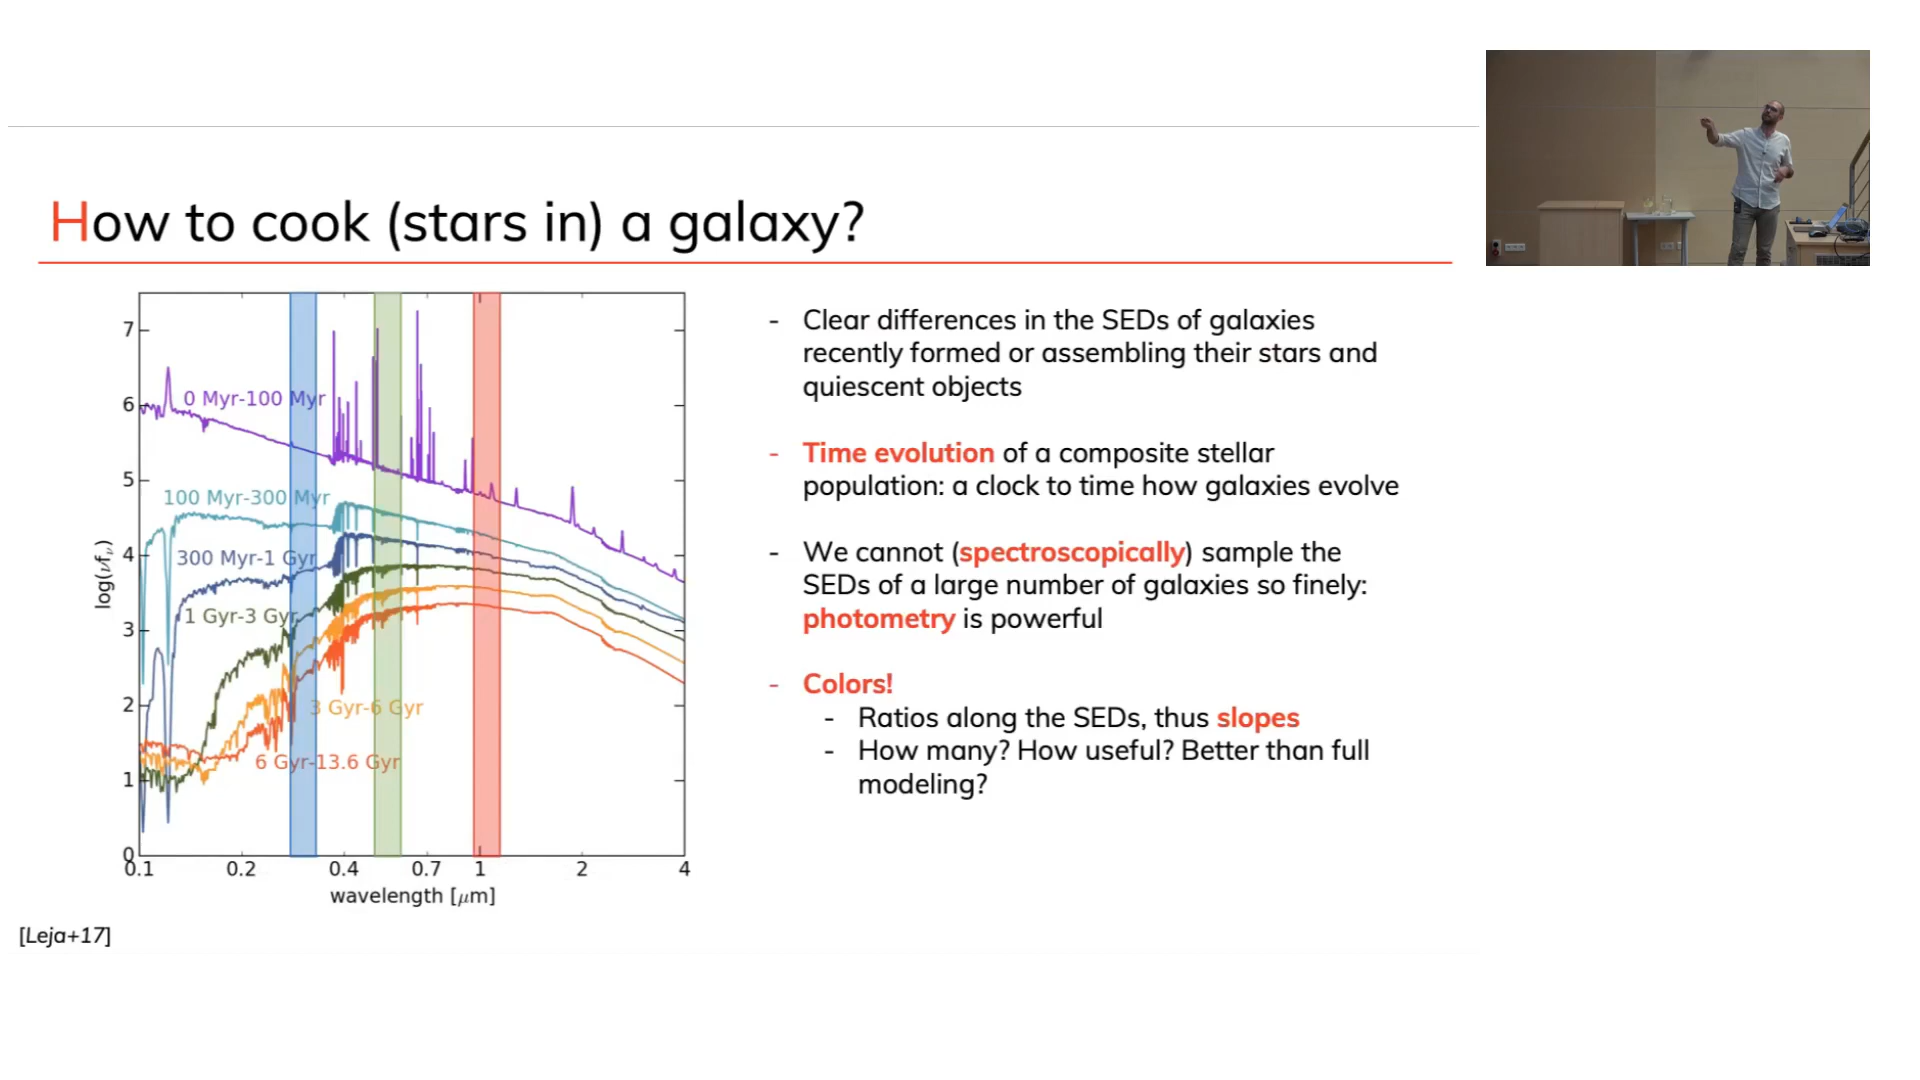 How to cook (stars in) a galaxy?
7
6
5
4
3
2
1
0
log(νfν)
0 Myr-100 Myr
100 Myr-300 Myr
300 Myr-1 Gyr
1 Gyr-3 Gyr
3 Gyr-6 Gyr
6 Gyr-13.6 Gyr
0.1 0.2 0.4 0.7 1 2 4
wavelength [μm]
[Leja+17]
- Clear differences in the SEDs of galaxies
recently formed or assembling their stars and
quiescent objects
- Time evolution of a composite stellar
population: a clock to time how galaxies evolve
- We cannot (spectroscopically) sample the
SEDs of a large number of galaxies so finely:
photometry is powerful
- Colors!
- Ratios along the SEDs, thus slopes
- How many? How useful? Better than full
modeling?